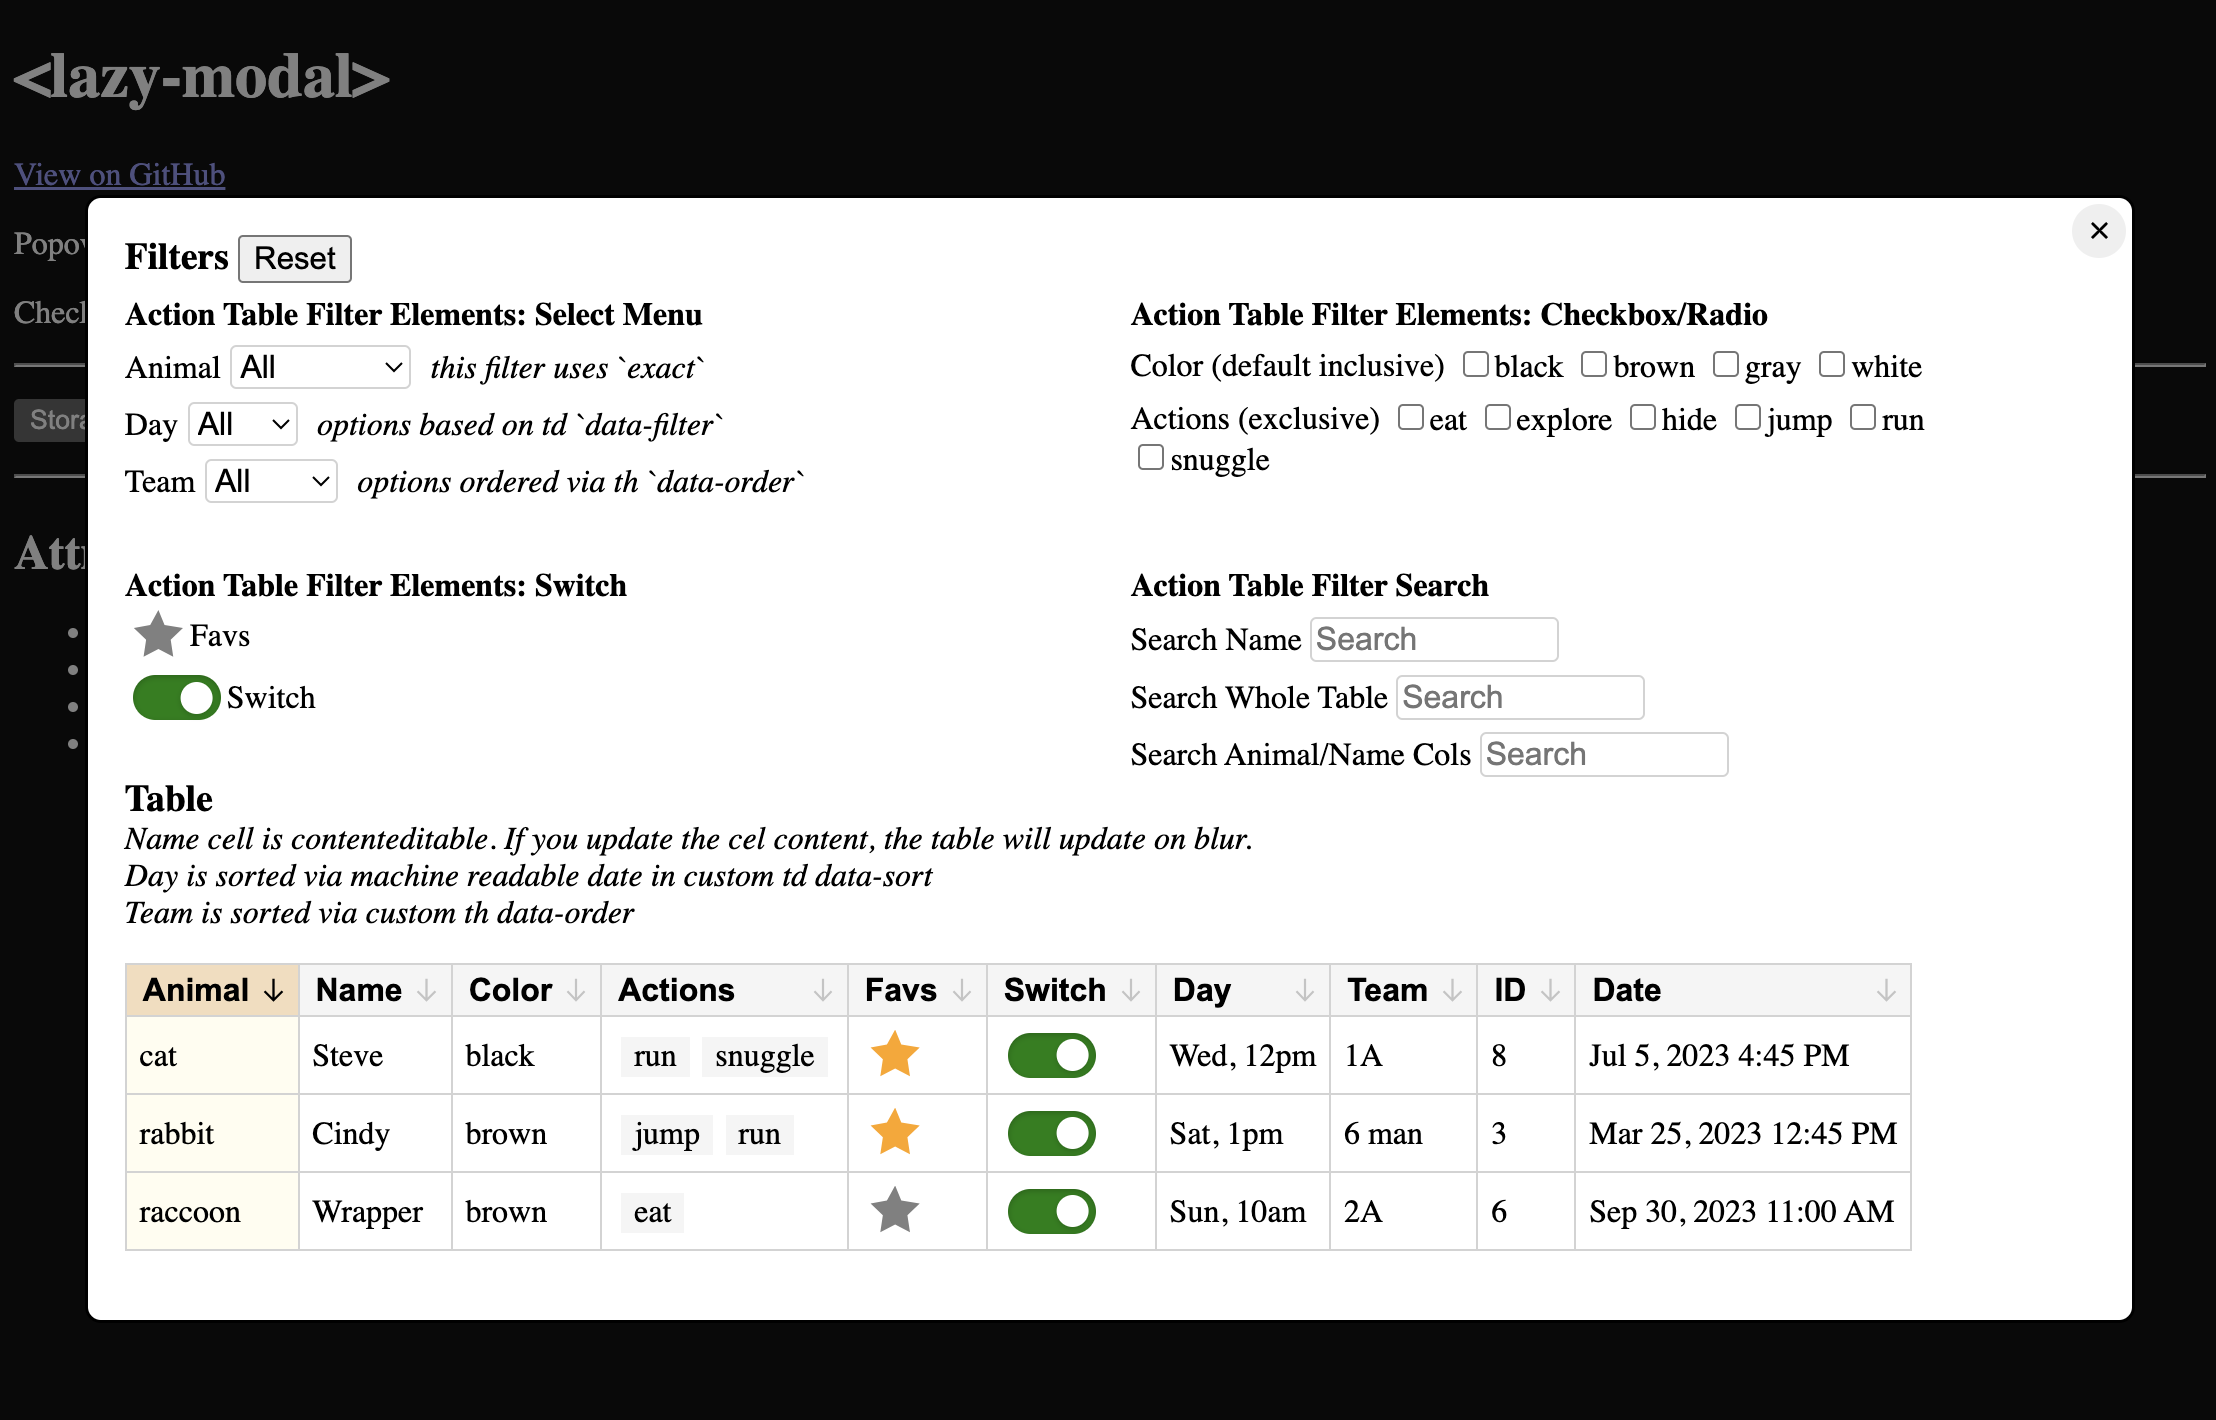 <lazy-modal>
View on GitHub
Filters Reset
Action Table Filter Elements: Select Menu
Animal All this filter uses `exact`
Day All options based on td `data-filter`
Team All options ordered via th `data-order`
Action Table Filter Elements: Checkbox/Radio
Color (default inclusive) black brown gray white
Actions (exclusive) eat explore hide jump run
snuggle
Action Table Filter Elements: Switch
Favs
Switch
Action Table Filter Search
Search Name Search
Search Whole Table Search
Search Animal/Name Cols Search
Table
Name cell is contenteditable. If you update the cel content, the table will update on blur.
Day is sorted via machine readable date in custom td data-sort
Team is sorted via custom th data-order
Animal Name Color Actions Favs Switch Day Team ID Date
cat Steve black run snuggle Wed, 12pm 1A 8 Jul 5, 2023 4:45 PM
rabbit Cindy brown jump run Sat, 1pm 6 man 3 Mar 25, 2023 12:45 PM
raccoon Wrapper brown eat Sun, 10am 2A 6 Sep 30, 2023 11:00 AM